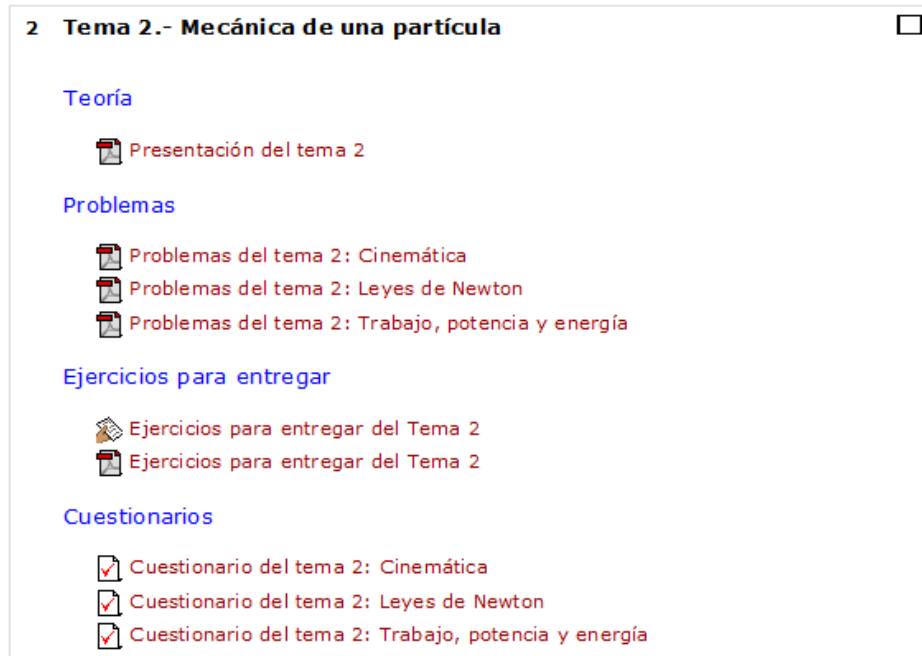 2 Tema 2.- Mecánica de una partícula
Teoría
Presentación del tema 2
Problemas
Problemas del tema 2: Cinemática
Problemas del tema 2: Leyes de Newton
Problemas del tema 2: Trabajo, potencia y energía
Ejercicios para entregar
Ejercicios para entregar del Tema 2
Ejercicios para entregar del Tema 2
Cuestionarios
Cuestionario del tema 2: Cinemática
Cuestionario del tema 2: Leyes de Newton
Cuestionario del tema 2: Trabajo, potencia y energía